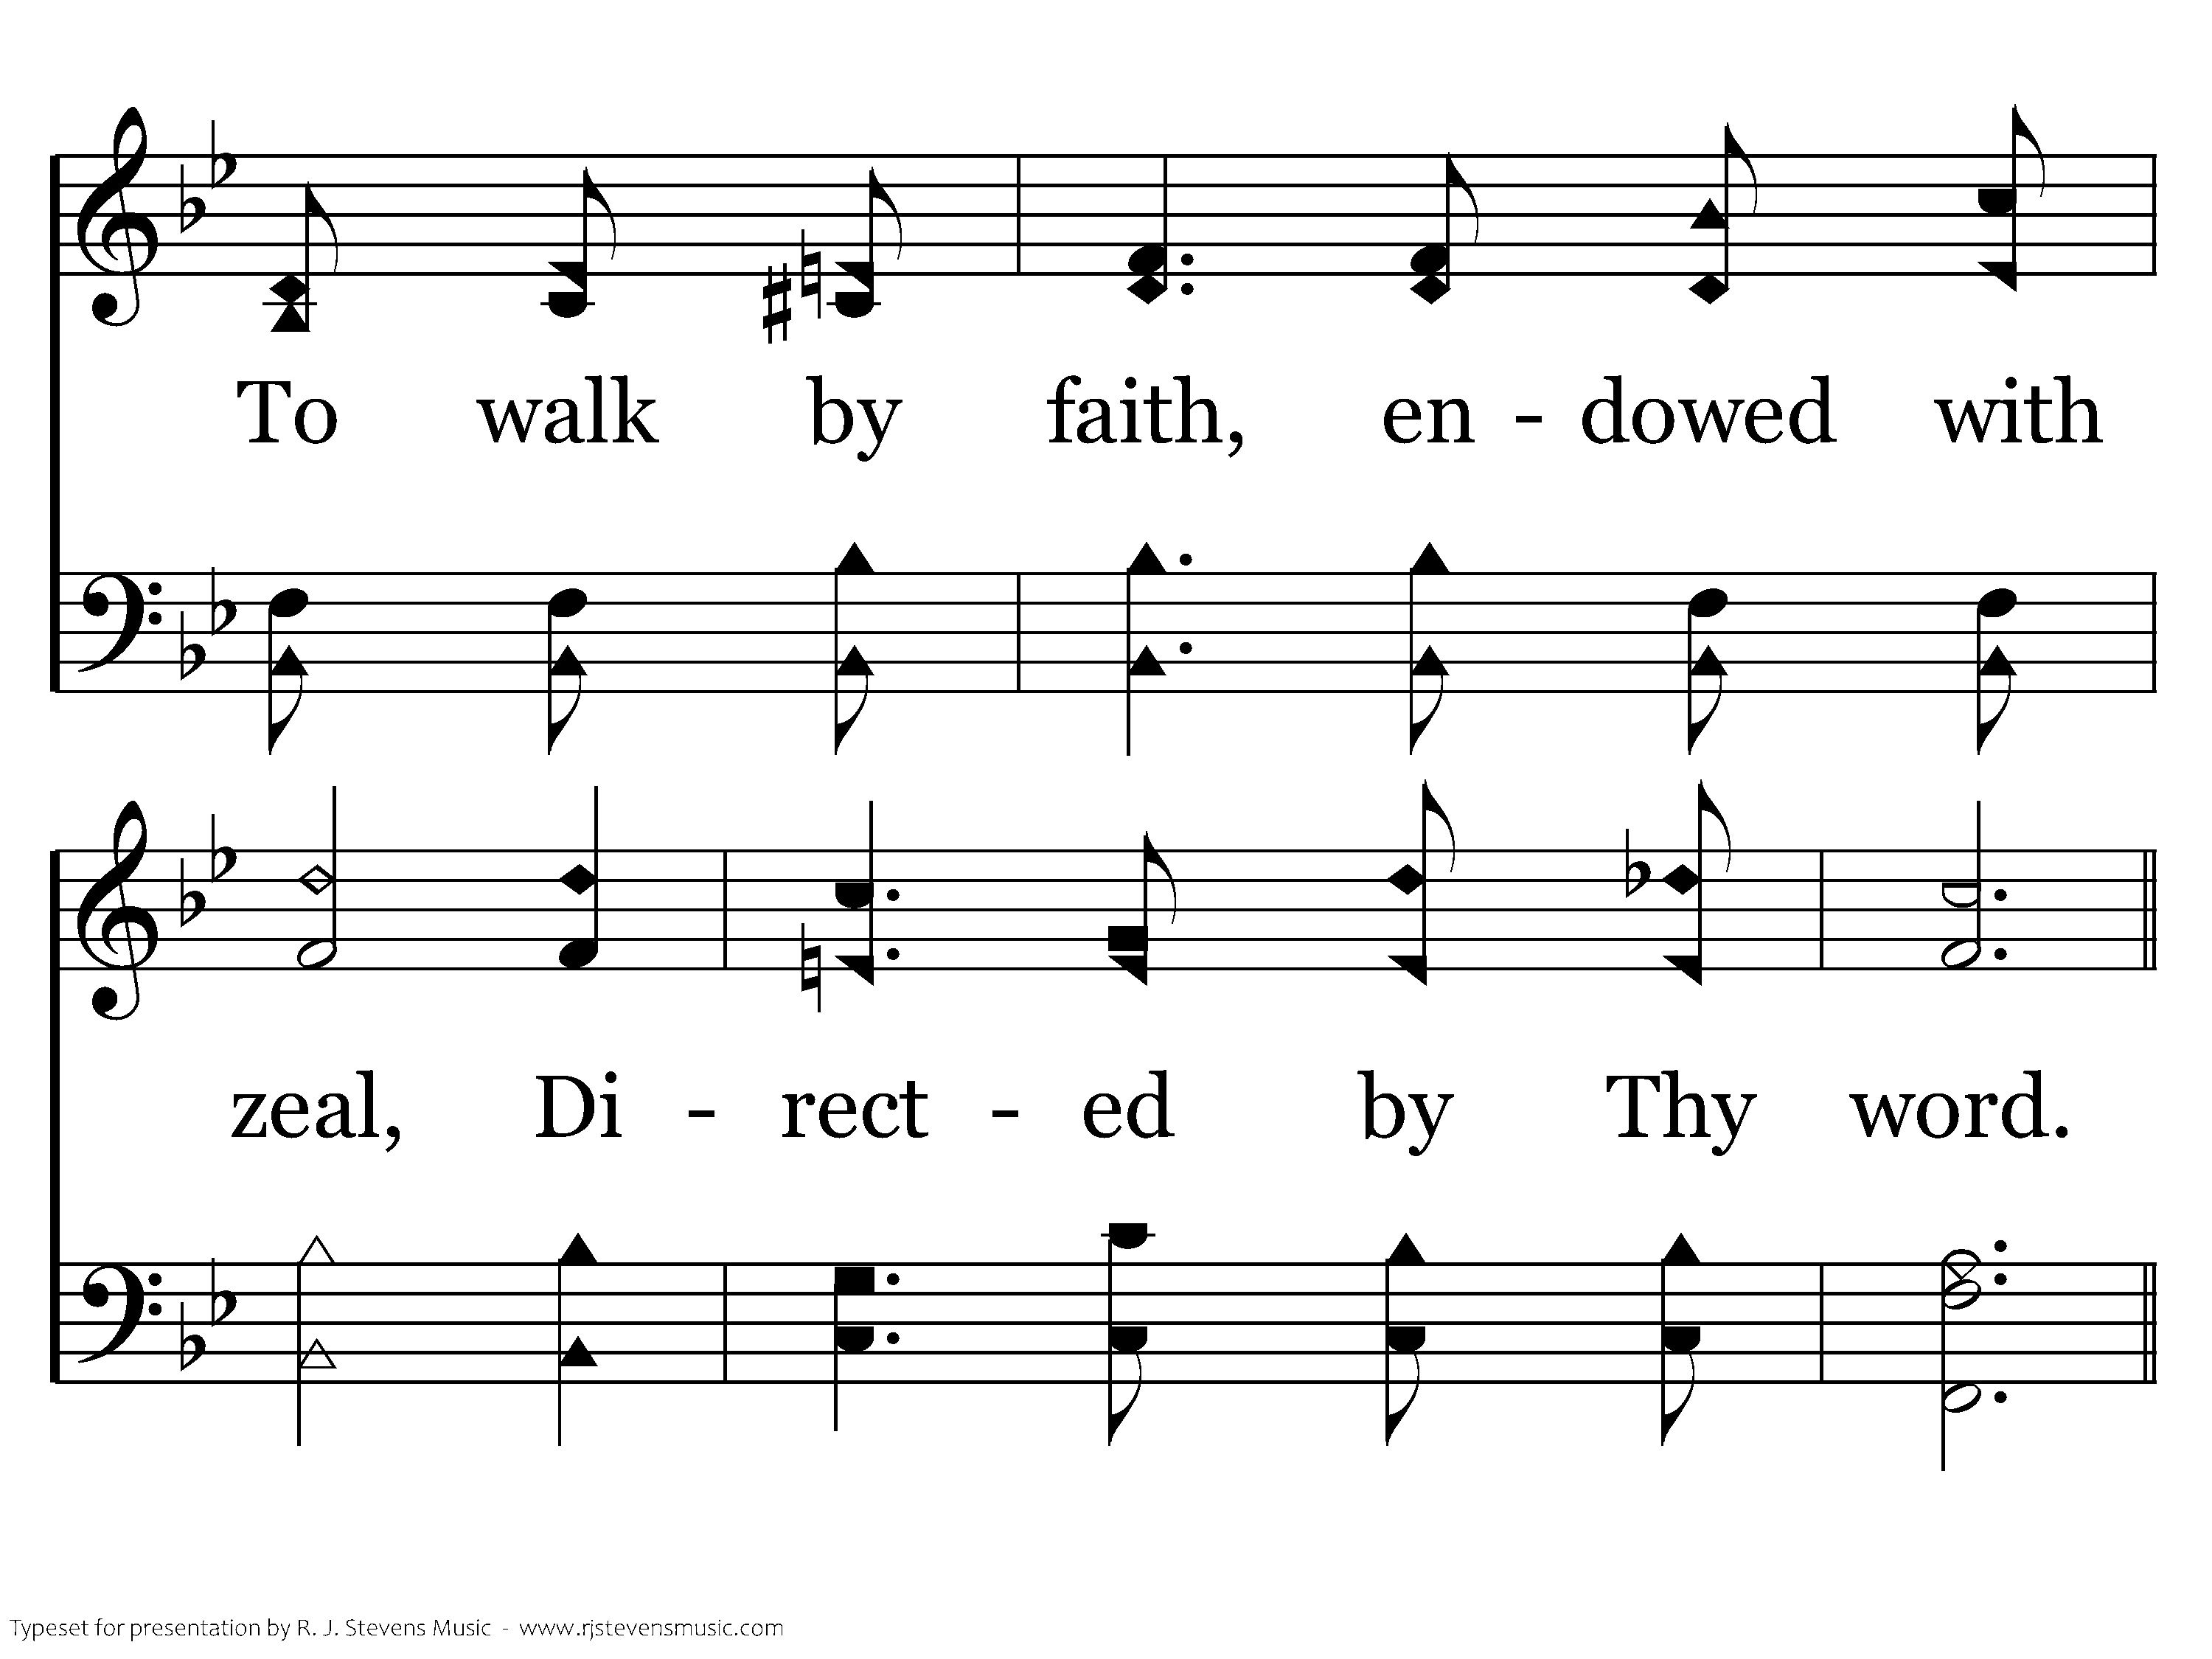 To walk by faith, en - dowed with
zeal, Di - rect - ed by Thy word.
Typeset for presentation by R. J. Stevens Music - www.rjstevensmusic.com